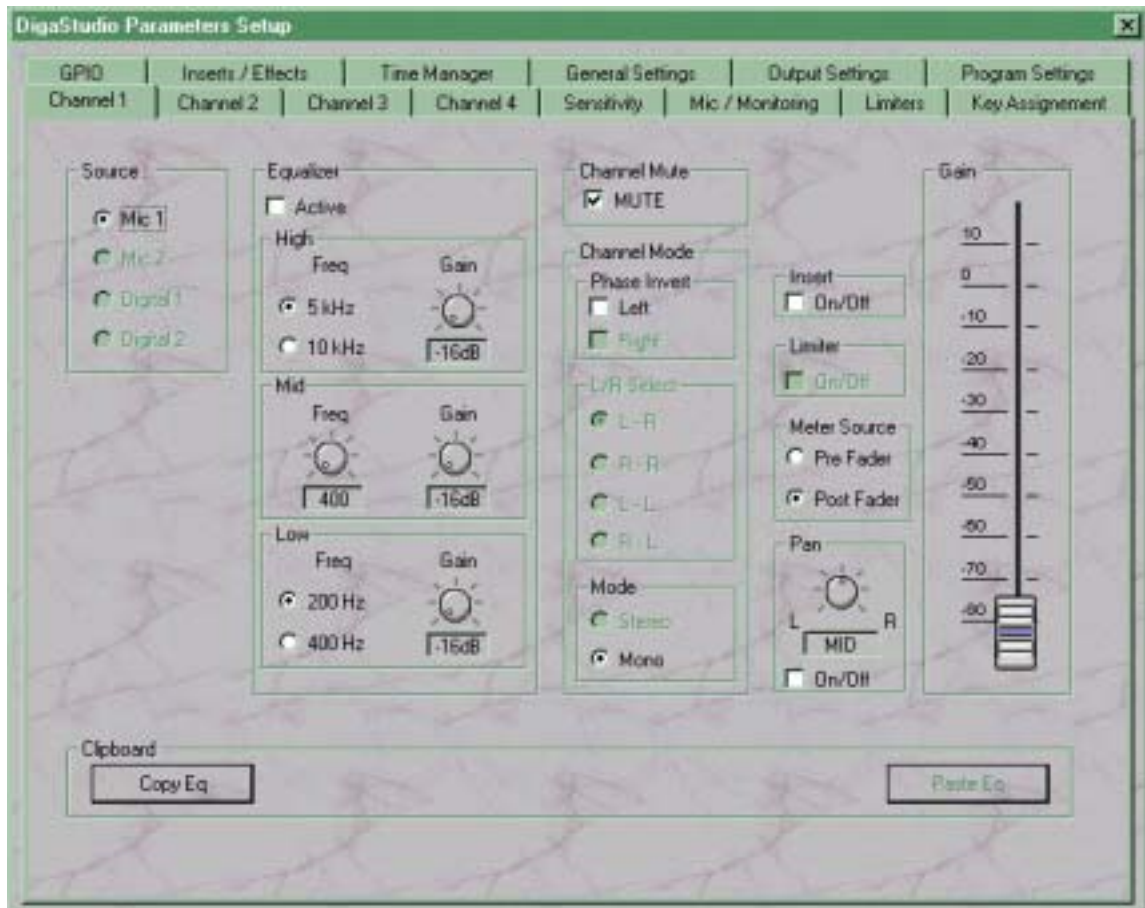 DigaStudio Parameters Setup
GPIO Inserts / Effects Time Manager General Settings Output Settings Program Settings
Channel 1 Channel 2 Channel 3 Channel 4 Sensitivity Mic / Monitoring Limiters Key Assignement
Source
Mic 1
Mic 2
Digital 1
Digital 2
Equalizer
Active
High
Freq Gain
5 kHz
10 kHz
-16dB
Mid
Freq Gain
400 -16dB
Low
Freq Gain
200 Hz
400 Hz
-16dB
Channel Mute
MUTE
Channel Mode
Phase Invert
Left
Right
L/R Select
L - R
R - R
L - L
R - L
Mode
Stereo
Mono
Insert
On/Off
Limiter
On/Off
Meter Source
Pre Fader
Post Fader
Pan
L R
MID
On/Off
Gain
10
0
-10
-20
-30
-40
-50
-60
-70
-80
Clipboard
Copy Eq Paste Eq